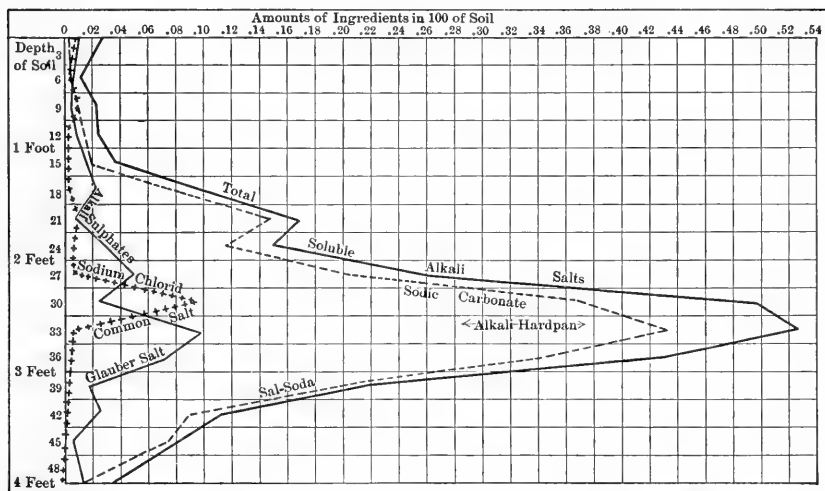 Amounts of Ingredients in 100 of Soil
0 .02 .04 .06 .08 .10 .12 .14 .16 .18 .20 .22 .24 .26 .28 .30 .32 .34 .36 .38 .40 .42 .44 .46 .48 .50 .52 .54
Depth
of Soil
3
6
9
12
1 Foot
15
18
21
24
2 Feet
27
30
33
36
3 Feet
39
42
45
48
4 Feet
Total
Soluble
Alkali
Salts
Alkali
Sulphates
Sodium Chlorid
Sodic Carbonate
Common Salt
Alkali-Hardpan
Glauber Salt
Sal-Soda